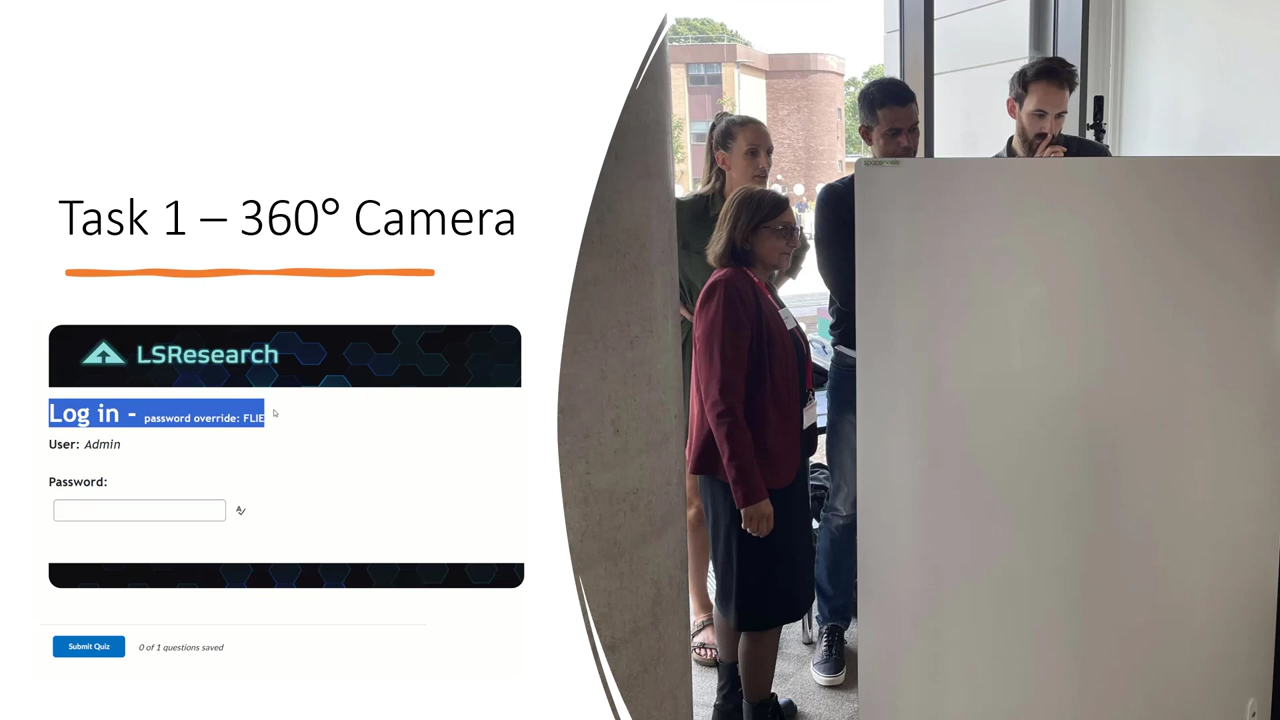 Task 1 – 360° Camera
LSResearch
Log in - password override: FLIE
User: Admin
Password:
Submit Quiz
0 of 1 questions saved